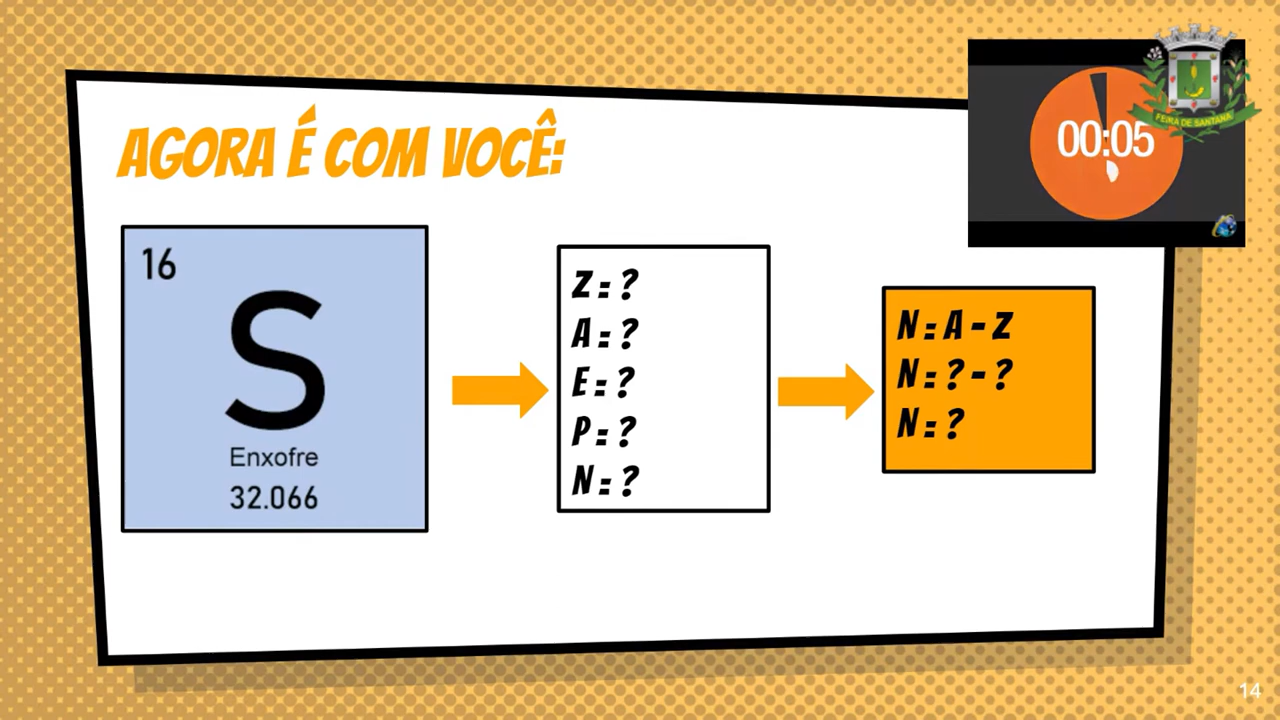 AGORA É COM VOCÊ:
00:05
FEIRA DE SANTANA
16
S
Enxofre
32.066
Z = ?
A = ?
E = ?
P = ?
N = ?
N = A - Z
N = ? - ?
N = ?
14